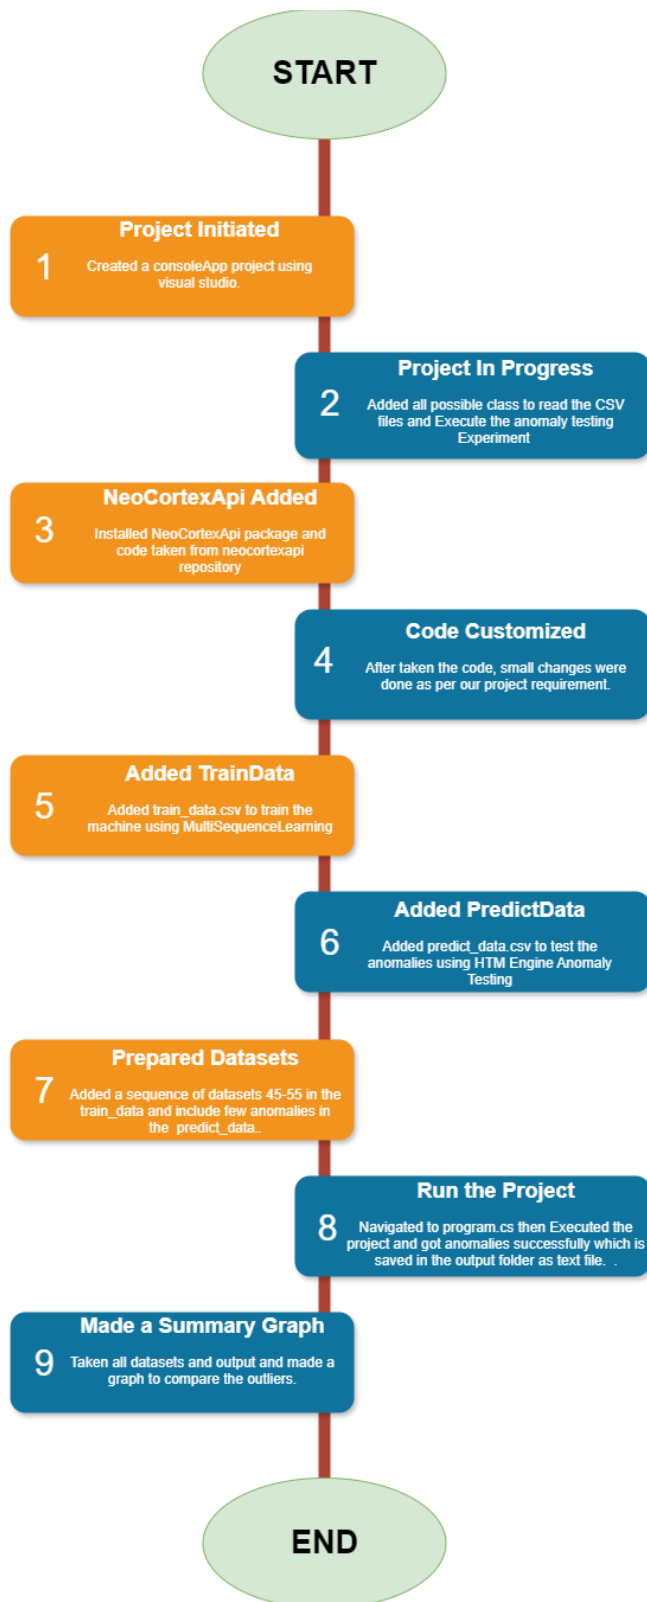 START
Project Initiated
1
Created a consoleApp project using
visual studio.
Project In Progress
2
Added all possible class to read the CSV
files and Execute the anomaly testing
Experiment
NeoCortexApi Added
3
Installed NeoCortexApi package and
code taken from neocortexapi
repository
Code Customized
4
After taken the code, small changes were
done as per our project requirement.
Added TrainData
5
Added train_data.csv to train the
machine using MultiSequenceLearning
Added PredictData
6
Added predict_data.csv to test the
anomalies using HTM Engine Anomaly
Testing
Prepared Datasets
7
Added a sequence of datasets 45-55 in the
train_data and include few anomalies in
the predict_data..
Run the Project
8
Navigated to program.cs then Executed the
project and got anomalies successfully which is
saved in the output folder as text file. .
Made a Summary Graph
9
Taken all datasets and output and made a
graph to compare the outliers.
END